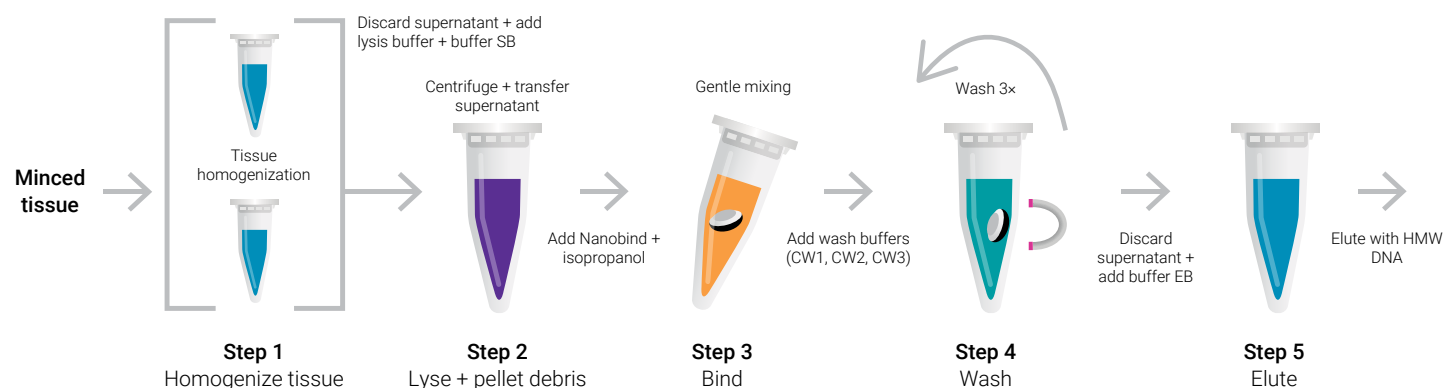 Minced
tissue
Tissue
homogenization
Step 1
Homogenize tissue
Discard supernatant + add
lysis buffer + buffer SB
Centrifuge + transfer
supernatant
Step 2
Lyse + pellet debris
Add Nanobind +
isopropanol
Gentle mixing
Step 3
Bind
Add wash buffers
(CW1, CW2, CW3)
Wash 3×
Step 4
Wash
Discard
supernatant +
add buffer EB
Step 5
Elute
Elute with HMW
DNA